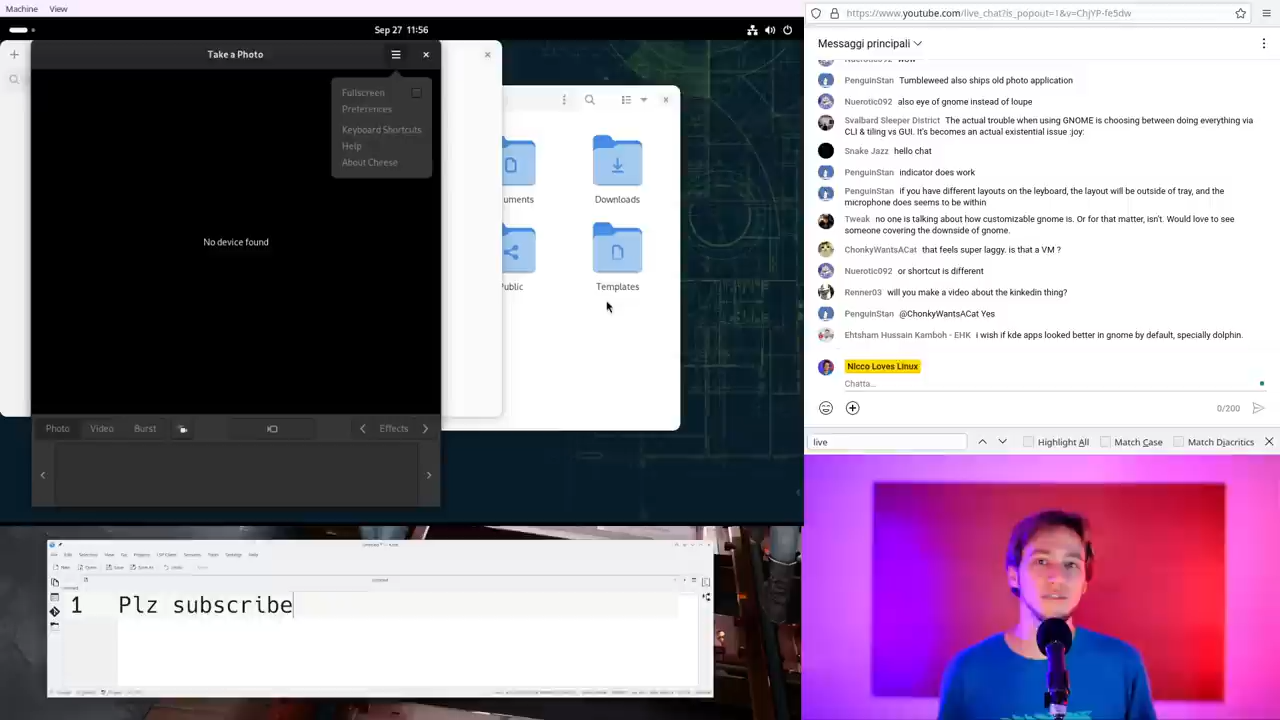 Machine View
Sep 27 11:56
Take a Photo
Fullscreen
Preferences
Keyboard Shortcuts
Help
About Cheese
No device found
Photo Video Burst
Effects
uments
Downloads
Public
Templates
1 Plz subscribe
https://www.youtube.com/live_chat?is_popout=1&v=ChjYP-fe5dw
Messaggi principali
Nuerotic092 wow
PenguinStan Tumbleweed also ships old photo application
Nuerotic092 also eye of gnome instead of loupe
Svalbard Sleeper District The actual trouble when using GNOME is choosing between doing everything via
CLI & tiling vs GUI. It's becomes an actual existential issue :joy:
Snake Jazz hello chat
PenguinStan indicator does work
PenguinStan if you have different layouts on the leyboard, the layout will be outside of tray, and the
microphone does seems to be within
Tweak no one is talking about how customizable gnome is. Or for that matter, isn't. Would love to see
someone covering the downside of gnome.
ChonkyWantsACat that feels super laggy. is that a VM ?
Nuerotic092 or shortcut is different
Renner03 will you make a video about the kinkedin thing?
PenguinStan @ChonkyWantsACat Yes
Ehtsham Hussain Kamboh - EHK i wish if kde apps looked better in gnome by default, specially dolphin.
Nicco Loves Linux
Chatta...
0/200
live
Highlight All Match Case Match Diacritics